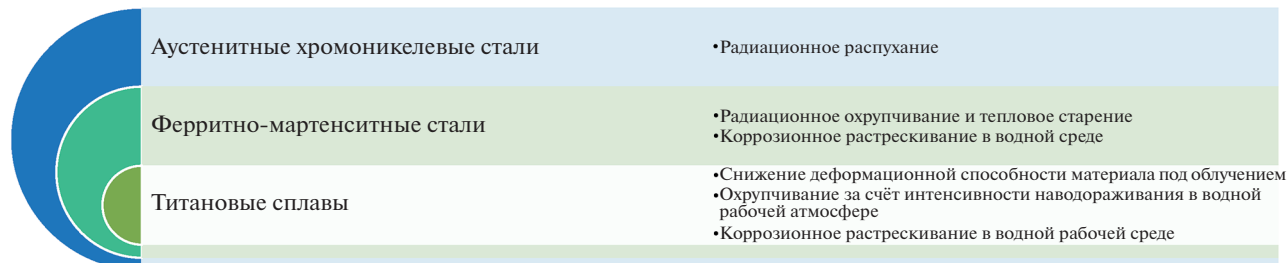 Аустенитные хромоникелевые стали
•Радиационное распухание
Ферритно-мартенситные стали
•Радиационное охрупчивание и тепловое старение
•Коррозионное растрескивание в водной среде
Титановые сплавы
•Снижение деформационной способности материала под облучением
•Охрупчивание за счёт интенсивности наводораживания в водной
рабочей атмосфере
•Коррозионное растрескивание в водной рабочей среде